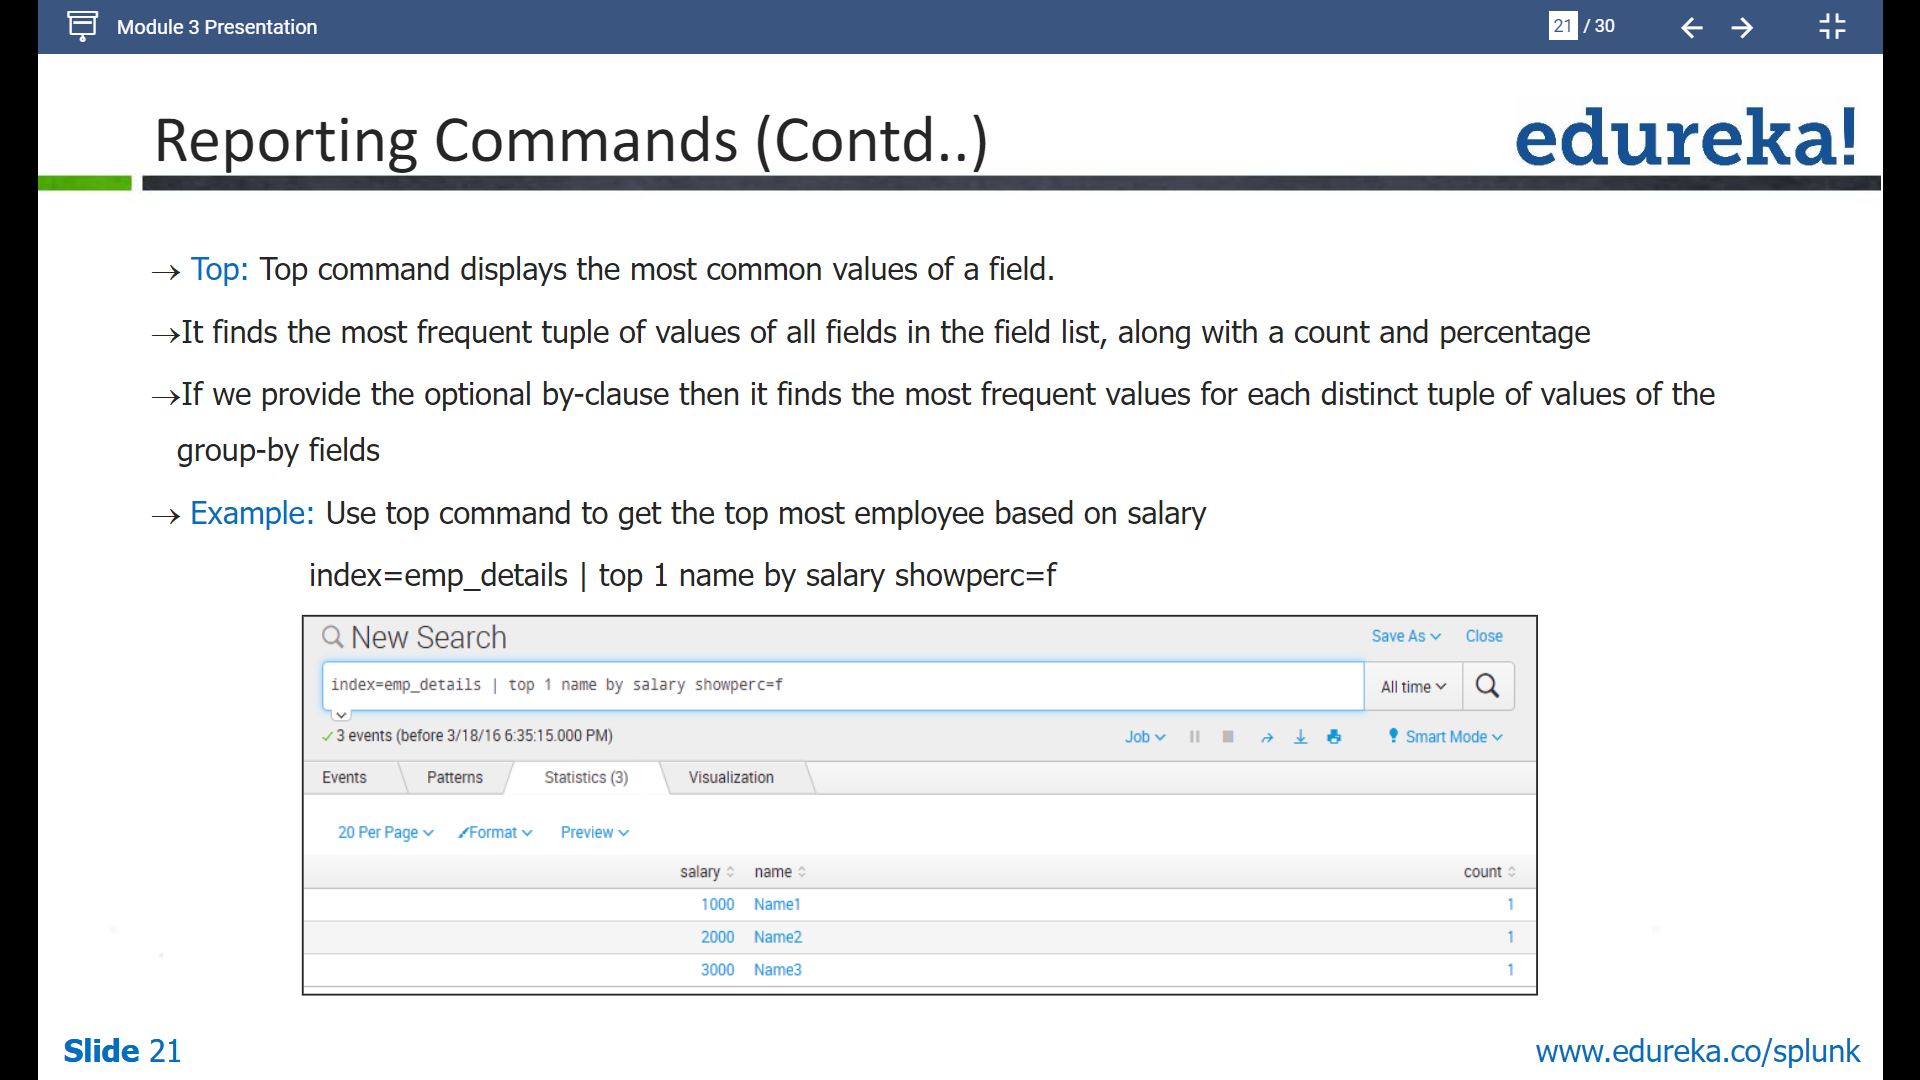 Module 3 Presentation
21 / 30
Reporting Commands (Contd..)
edureka!
→ Top: Top command displays the most common values of a field.
→It finds the most frequent tuple of values of all fields in the field list, along with a count and percentage
→If we provide the optional by-clause then it finds the most frequent values for each distinct tuple of values of the
group-by fields
→ Example: Use top command to get the top most employee based on salary
index=emp_details | top 1 name by salary showperc=f
New Search
Save As Close
index=emp_details | top 1 name by salary showperc=f
All time
3 events (before 3/18/16 6:35:15.000 PM)
Job Smart Mode
Events Patterns Statistics (3) Visualization
20 Per Page Format Preview
salary name count
1000 Name1 1
2000 Name2 1
3000 Name3 1
Slide 21
www.edureka.co/splunk